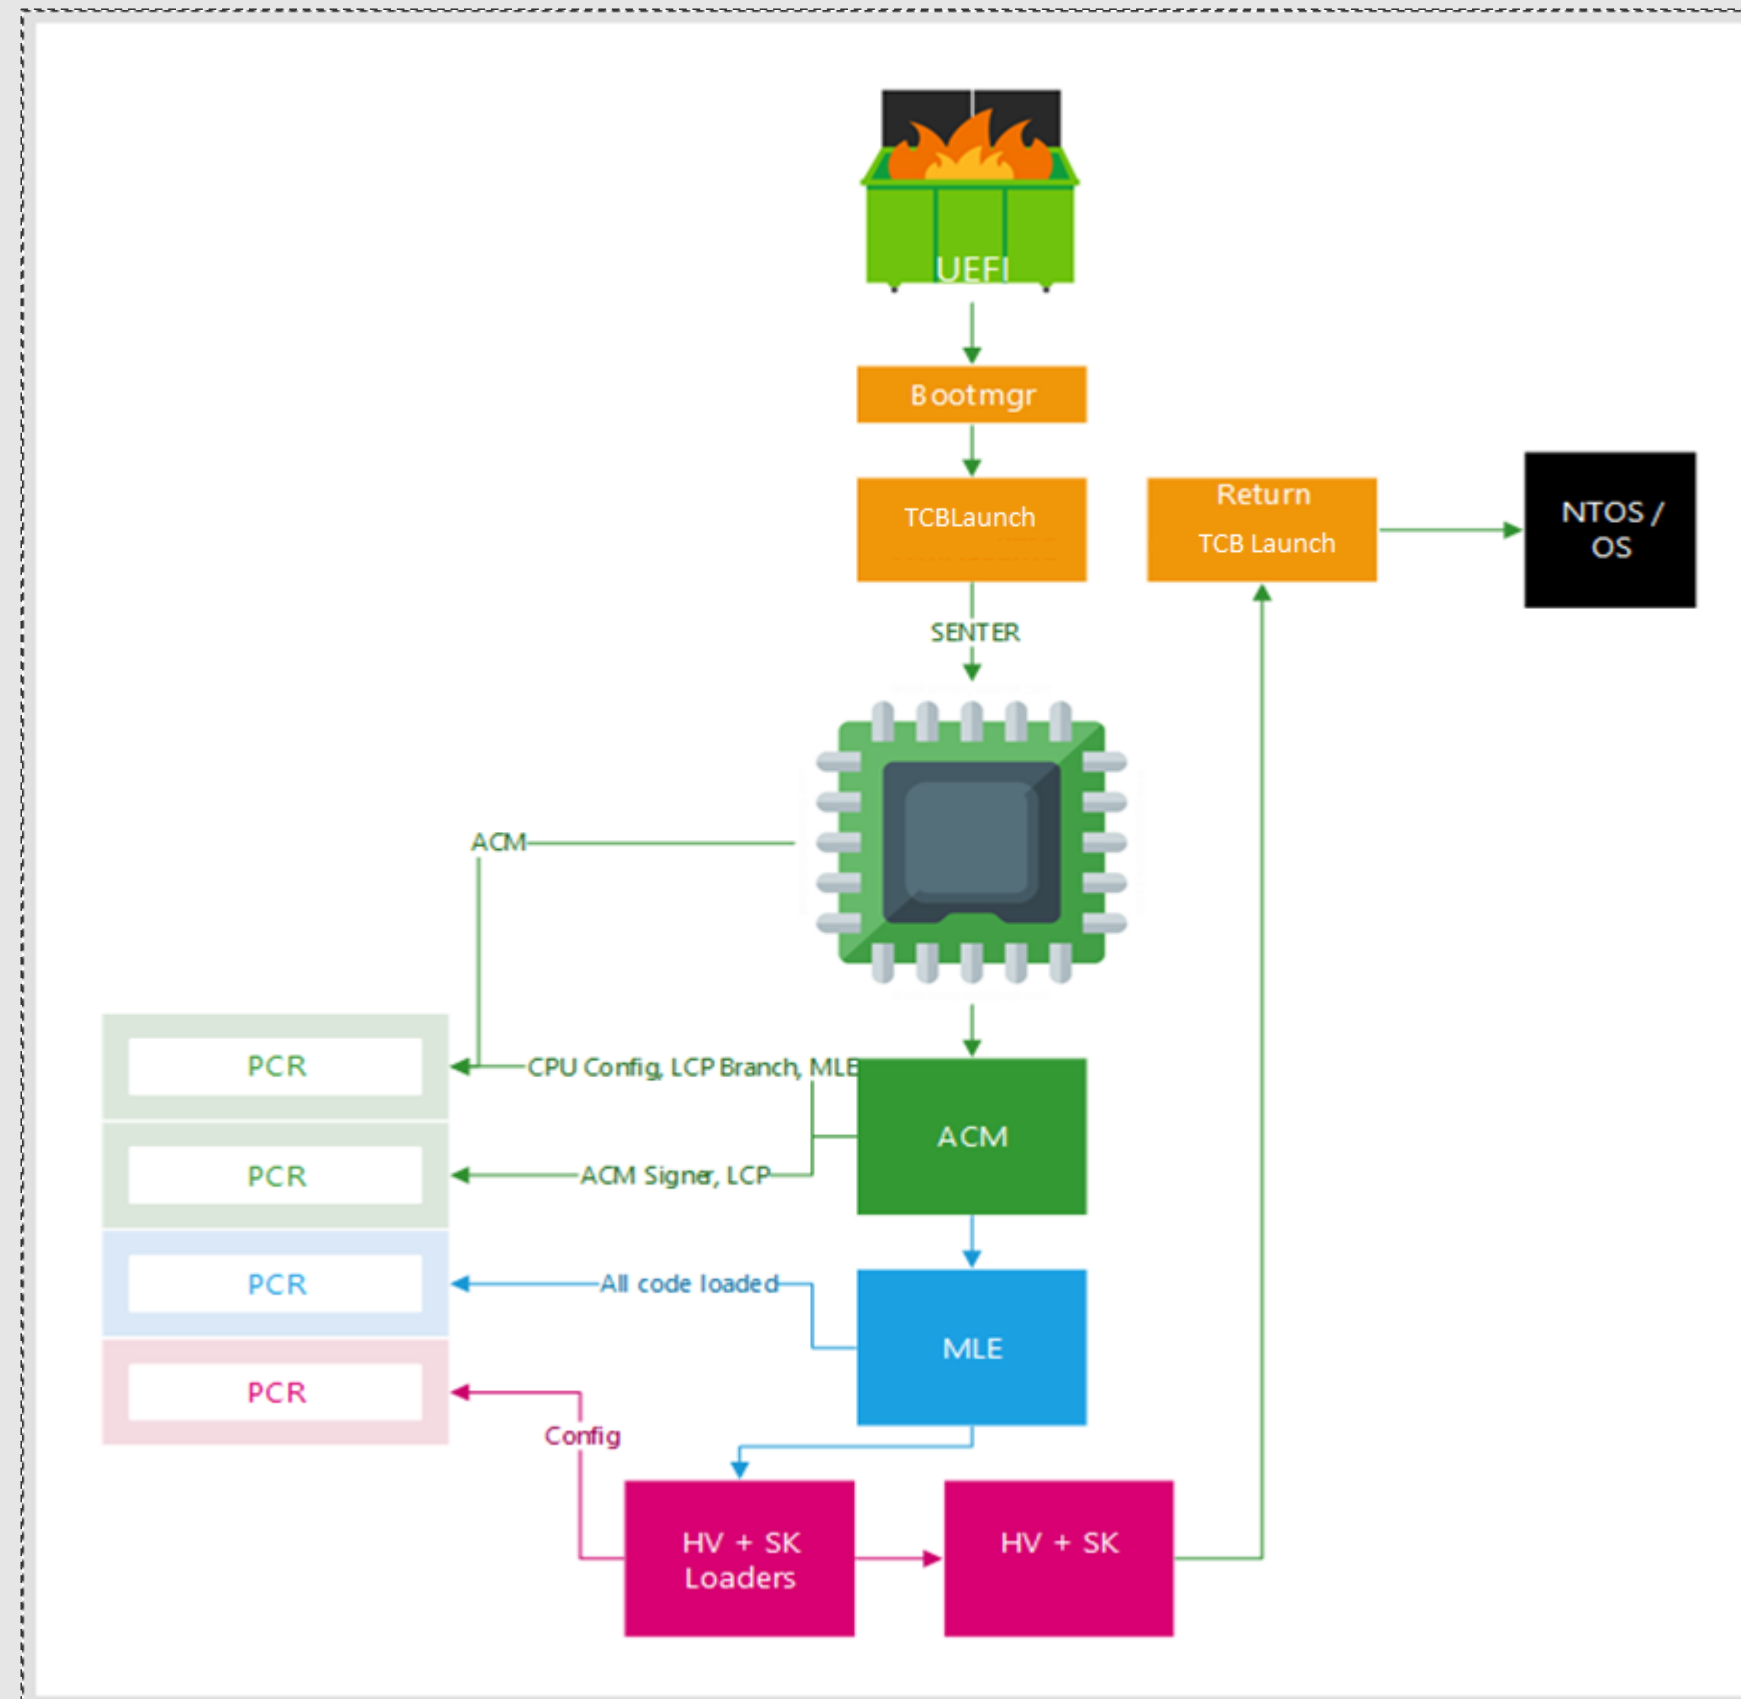 UEFI
Bootmgr
TCBLaunch
Return
TCB Launch
NTOS /
OS
SENTER
ACM
PCR
CPU Config, LCP Branch, MLE
ACM
PCR
ACM Signer, LCP
PCR
All code loaded
MLE
PCR
Config
HV + SK
Loaders
HV + SK